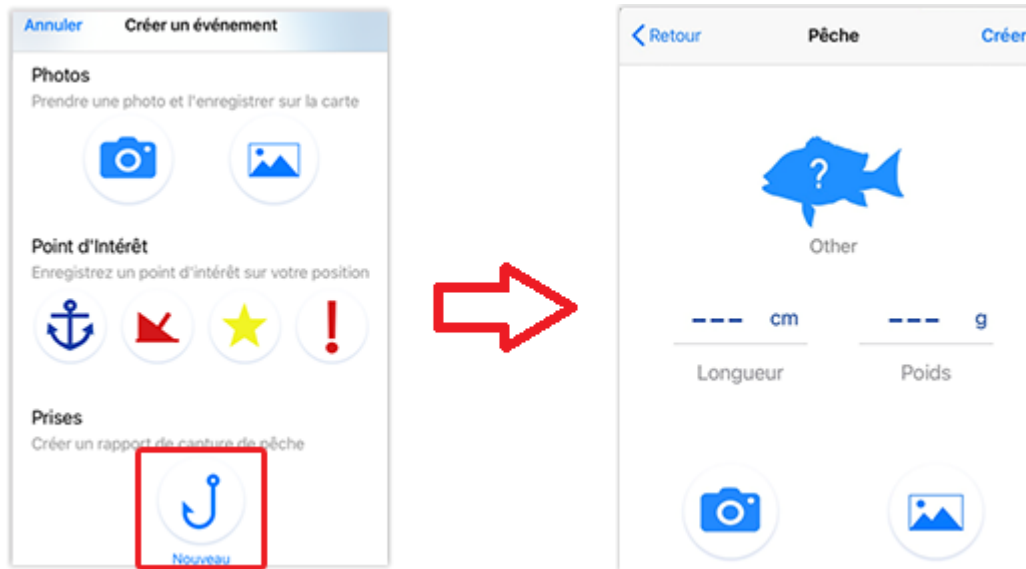 Annuler Créer un événement
Photos
Prendre une photo et l'enregistrer sur la carte
Point d'Intérêt
Enregistrez un point d'intérêt sur votre position
Prises
Créer un rapport de capture de pêche
Nouveau
Retour Pêche Créer
?
Other
--- cm --- g
Longueur Poids